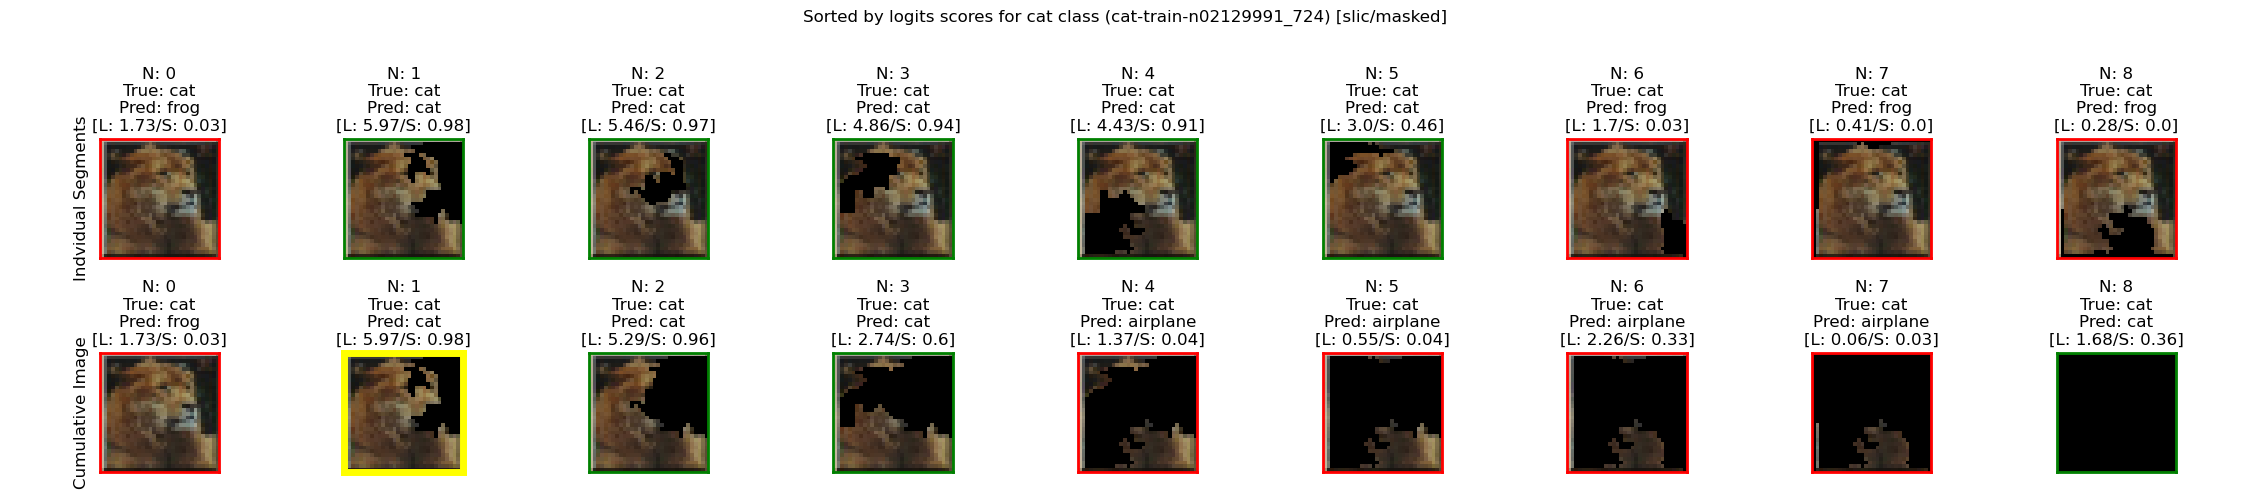 Sorted by logits scores for cat class (cat-train-n02129991_724) [slic/masked]
Indvidual Segments
N: 0
True: cat
Pred: frog
[L: 1.73/S: 0.03]
N: 1
True: cat
Pred: cat
[L: 5.97/S: 0.98]
N: 2
True: cat
Pred: cat
[L: 5.46/S: 0.97]
N: 3
True: cat
Pred: cat
[L: 4.86/S: 0.94]
N: 4
True: cat
Pred: cat
[L: 4.43/S: 0.91]
N: 5
True: cat
Pred: cat
[L: 3.0/S: 0.46]
N: 6
True: cat
Pred: frog
[L: 1.7/S: 0.03]
N: 7
True: cat
Pred: frog
[L: 0.41/S: 0.0]
N: 8
True: cat
Pred: frog
[L: 0.28/S: 0.0]
Cumulative Image
N: 0
True: cat
Pred: frog
[L: 1.73/S: 0.03]
N: 1
True: cat
Pred: cat
[L: 5.97/S: 0.98]
N: 2
True: cat
Pred: cat
[L: 5.29/S: 0.96]
N: 3
True: cat
Pred: cat
[L: 2.74/S: 0.6]
N: 4
True: cat
Pred: airplane
[L: 1.37/S: 0.04]
N: 5
True: cat
Pred: airplane
[L: 0.55/S: 0.04]
N: 6
True: cat
Pred: airplane
[L: 2.26/S: 0.33]
N: 7
True: cat
Pred: airplane
[L: 0.06/S: 0.03]
N: 8
True: cat
Pred: cat
[L: 1.68/S: 0.36]